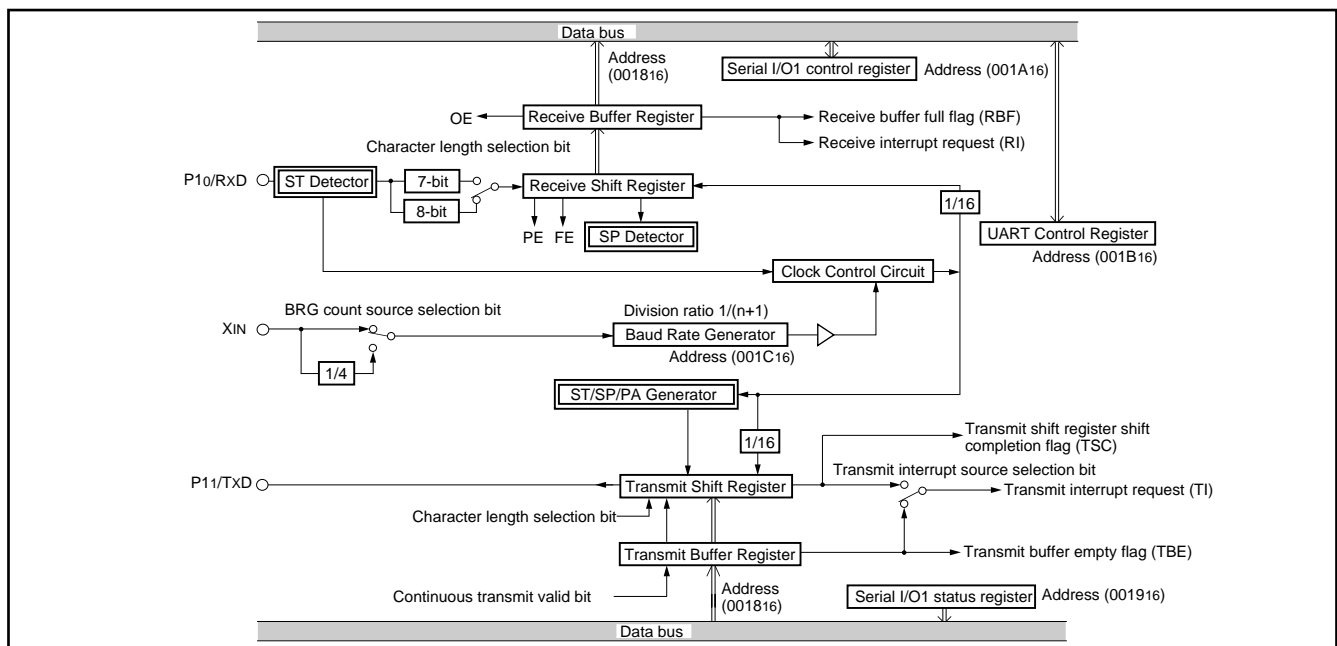 Data bus
Address
(001816)
Serial I/O1 control register
Address (001A16)
OE
Receive Buffer Register
Receive buffer full flag (RBF)
Receive interrupt request (RI)
Character length selection bit
P10/RXD
ST Detector
7-bit
8-bit
Receive Shift Register
1/16
PE
FE
SP Detector
UART Control Register
Address (001B16)
Clock Control Circuit
BRG count source selection bit
Division ratio 1/(n+1)
XIN
Baud Rate Generator
Address (001C16)
1/4
ST/SP/PA Generator
1/16
Transmit shift register shift
completion flag (TSC)
Transmit interrupt source selection bit
P11/TXD
Transmit Shift Register
Transmit interrupt request (TI)
Character length selection bit
Transmit Buffer Register
Transmit buffer empty flag (TBE)
Continuous transmit valid bit
Address
(001816)
Serial I/O1 status register
Address (001916)
Data bus